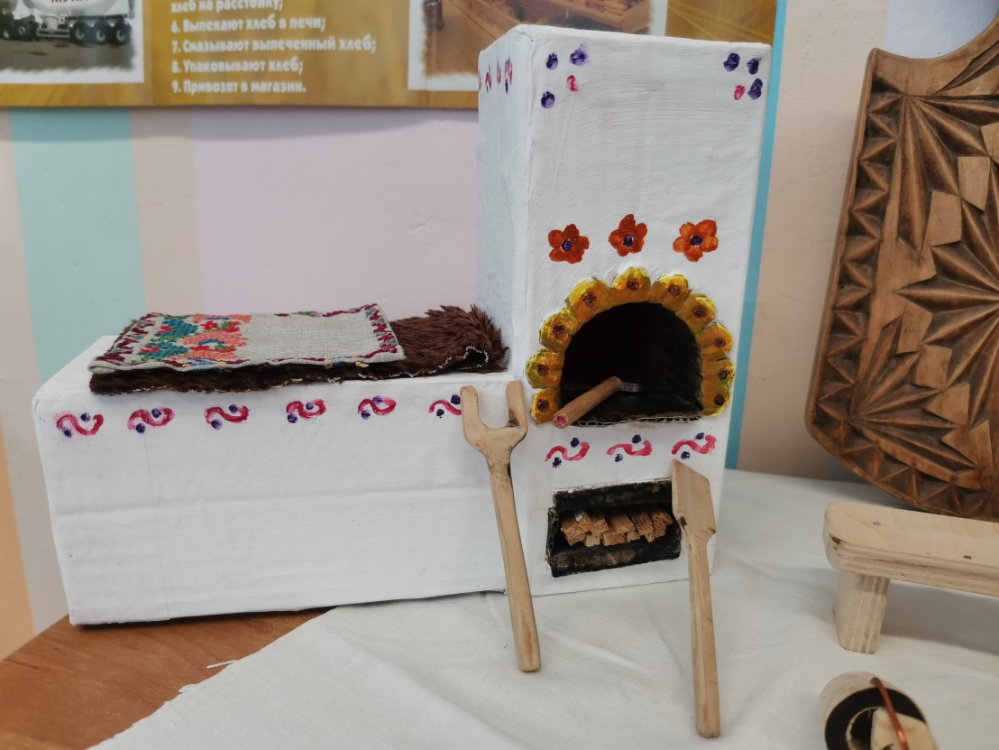 хлеб на расстойку;
6. Выпекают хлеб в печи;
7. Смазывают выпеченный хлеб;
8. Упаковывают хлеб;
9. Привозят в магазин.